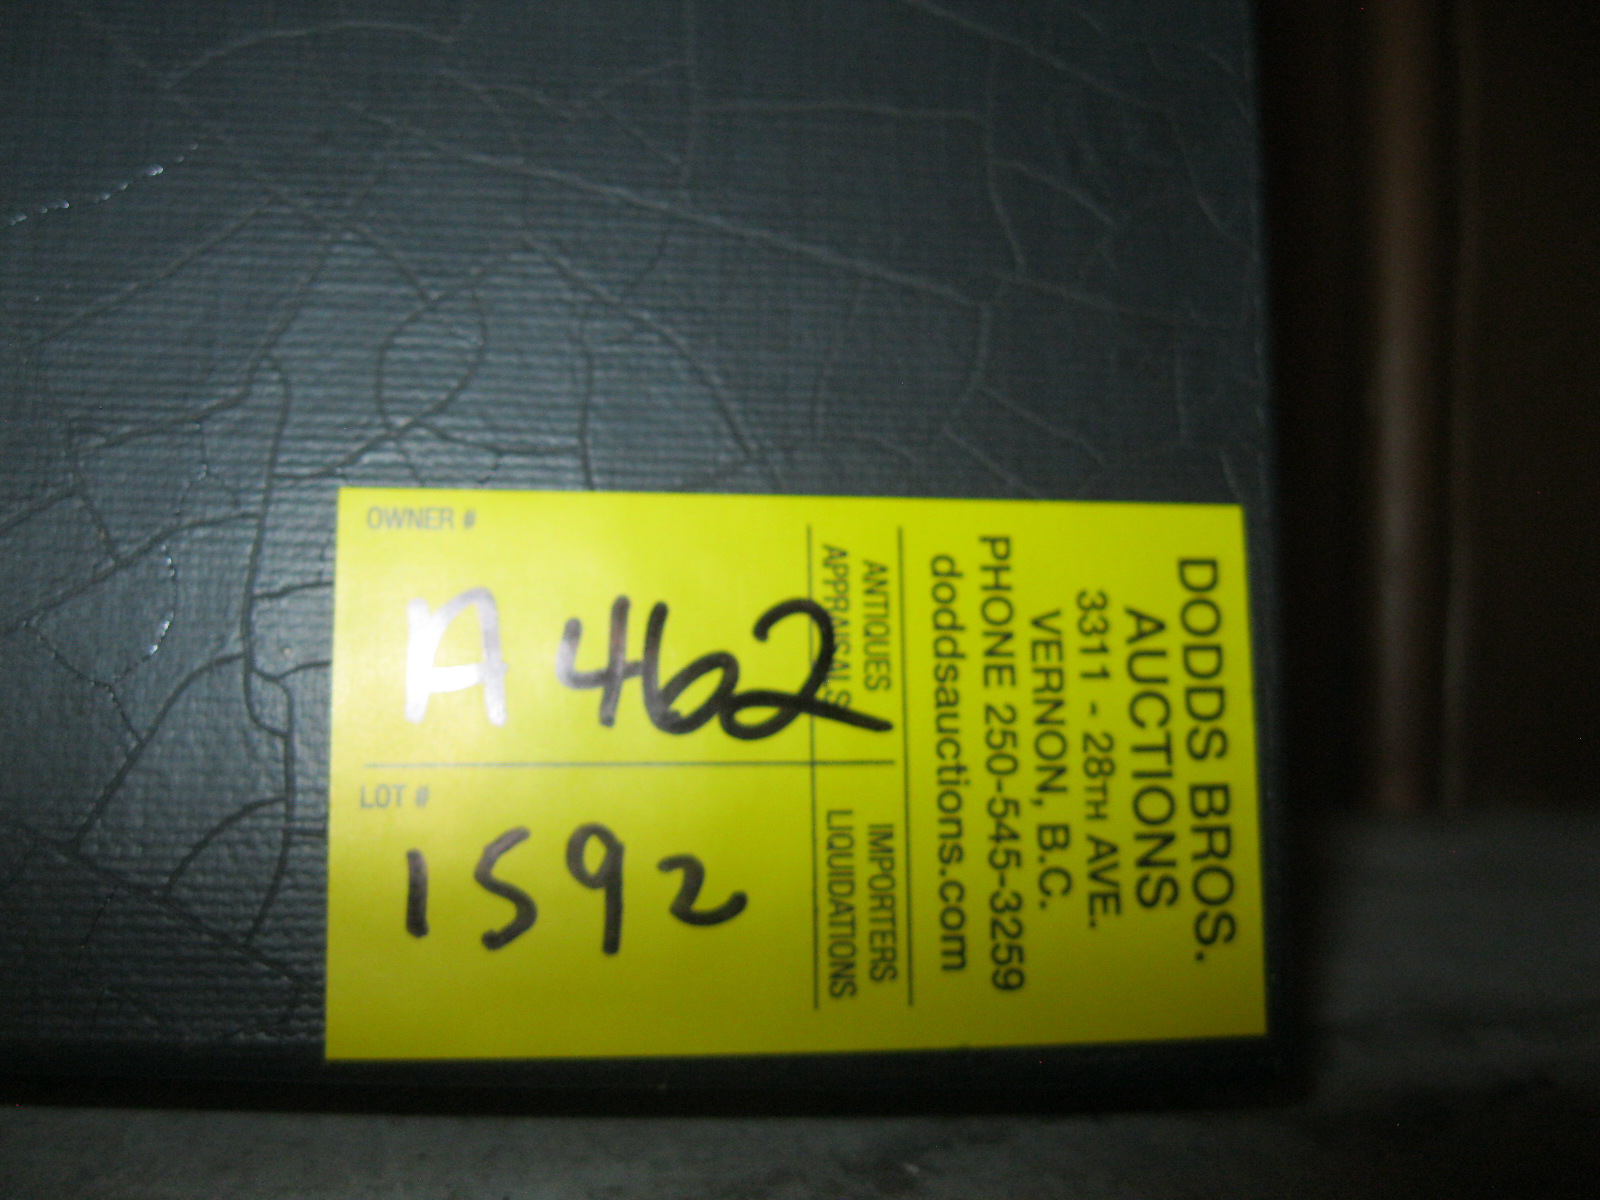 DODDS BROS.
AUCTIONS
3311 - 28TH AVE.
VERNON, B.C.
PHONE 250-545-3259
doddsauctions.com
ANTIQUES IMPORTERS
APPRAISALS LIQUIDATIONS
OWNER #
A462
LOT #
1592